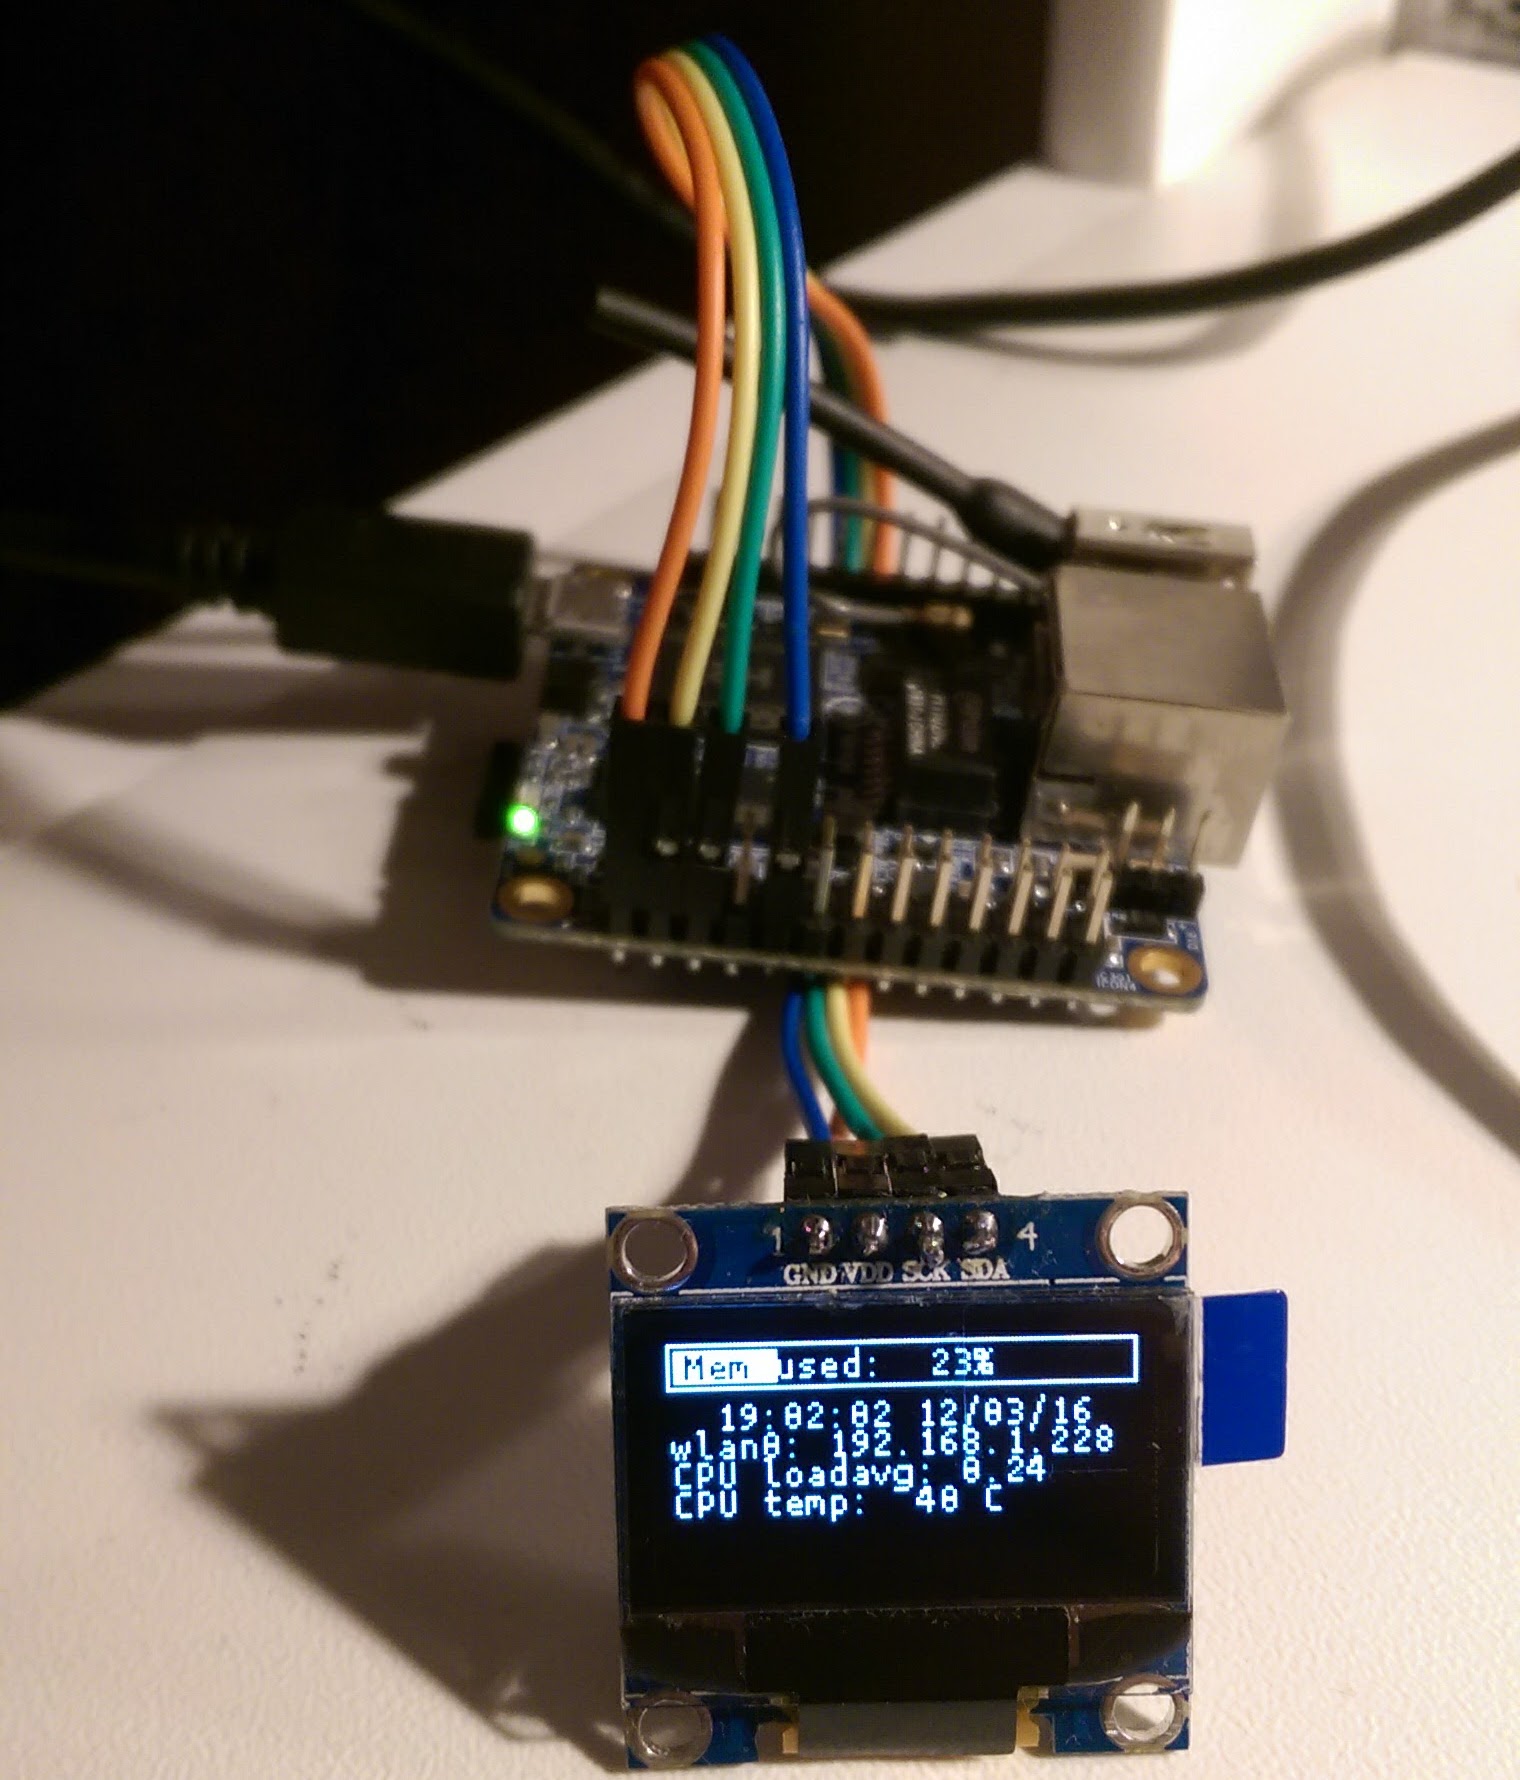 1 4
GND VDD SCK SDA
Mem used: 23%
19:02:02 12/03/16
wlan0: 192.168.1.228
CPU loadavg: 0.24
CPU temp: 40 C